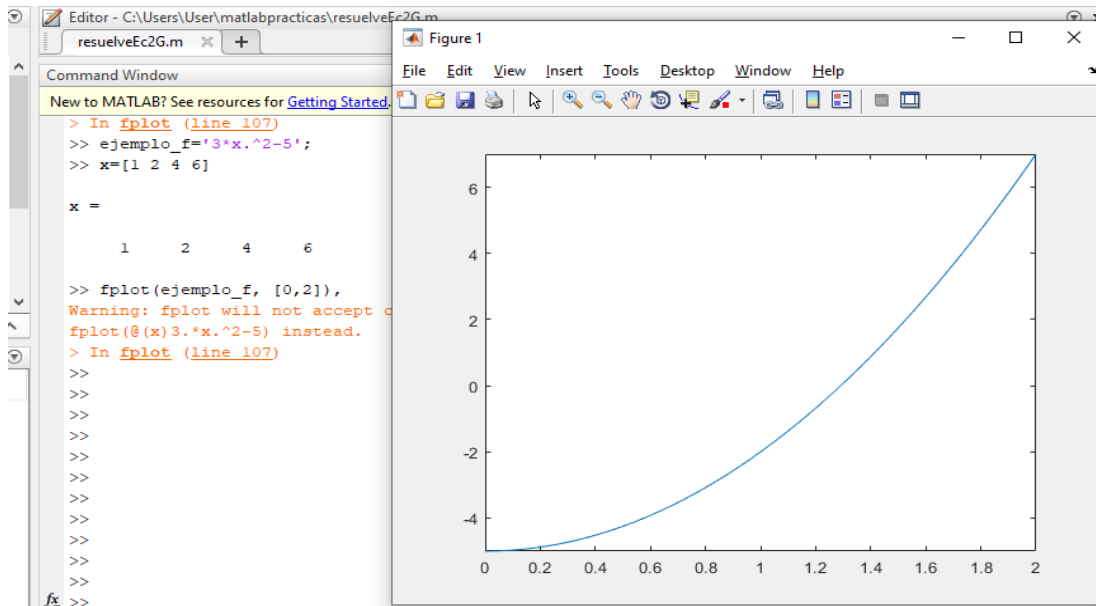 Editor - C:\Users\User\matlabpracticas\resuelveEc2G.m
resuelveEc2G.m
Command Window
New to MATLAB? See resources for Getting Started.
> In fplot (line 107)
>> ejemplo_f='3*x.^2-5';
>> x=[1 2 4 6]
x =
1 2 4 6
>> fplot(ejemplo_f, [0,2]),
Warning: fplot will not accept
fplot(@(x)3.*x.^2-5) instead.
> In fplot (line 107)
>>
>>
>>
>>
>>
>>
>>
>>
>>
>>
>>
fx >>
Figure 1
File Edit View Insert Tools Desktop Window Help
6
4
2
0
-2
-4
0 0.2 0.4 0.6 0.8 1 1.2 1.4 1.6 1.8 2